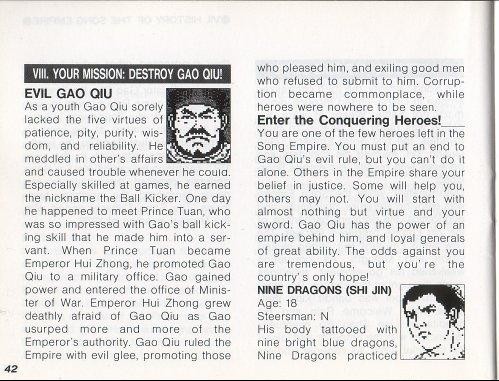 VIII. YOUR MISSION: DESTROY GAO QIU!
EVIL GAO QIU
As a youth Gao Qiu sorely
lacked the five virtues of
patience, pity, purity, wis-
dom, and reliability. He
meddled in other's affairs
and caused trouble whenever he could.
Especially skilled at games, he earned
the nickname the Ball Kicker. One day
he happened to meet Prince Tuan, who
was so impressed with Gao's ball kick-
ing skill that he made him into a ser-
vant. When Prince Tuan became
Emperor Hui Zhong, he promoted Gao
Qiu to a military office. Gao gained
power and entered the office of Minis-
ter of War. Emperor Hui Zhong grew
deathly afraid of Gao Qiu as Gao
usurped more and more of the
Emperor's authority. Gao Qiu ruled the
Empire with evil glee, promoting those
42
who pleased him, and exiling good men
who refused to submit to him. Corrup-
tion became commonplace, while
heroes were nowhere to be seen.
Enter the Conquering Heroes!
You are one of the few heroes left in the
Song Empire. You must put an end to
Gao Qiu's evil rule, but you can't do it
alone. Others in the Empire share your
belief in justice. Some will help you,
others may not. You will start with
almost nothing but virtue and your
sword. Gao Qiu has the power of an
empire behind him, and loyal generals
of great ability. The odds against you
are tremendous, but you're the
country's only hope!
NINE DRAGONS (SHI JIN)
Age: 18
Steersman: N
His body tattooed with
nine bright blue dragons,
Nine Dragons practiced